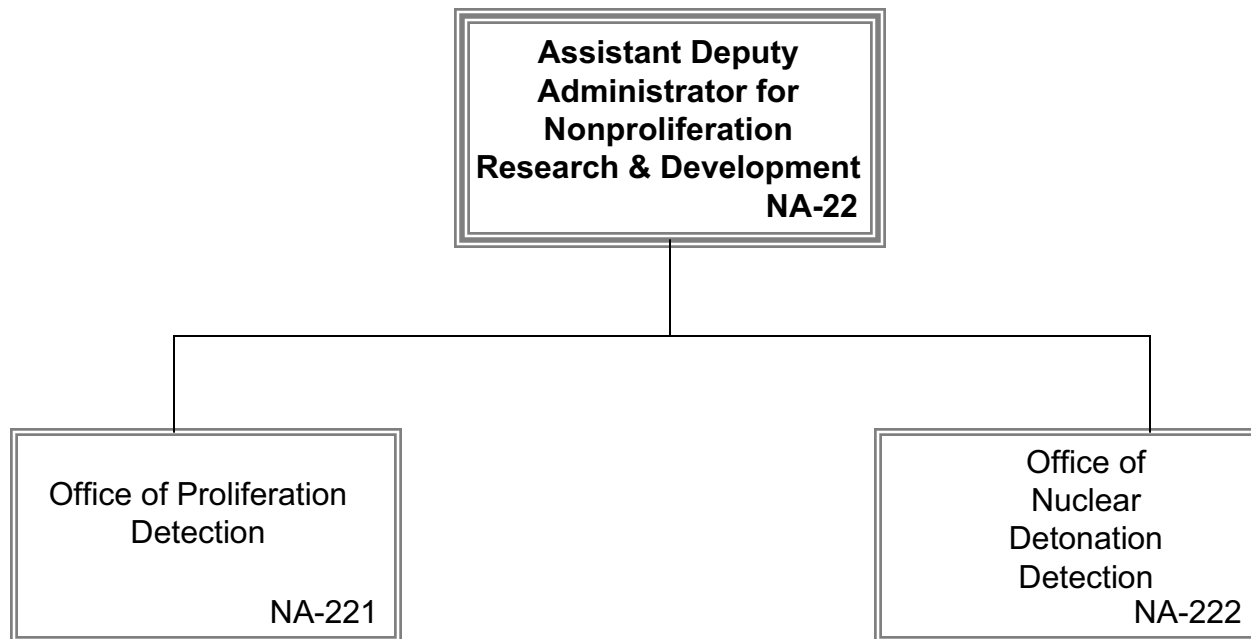 Assistant Deputy
Administrator for
Nonproliferation
Research & Development
NA-22
Office of Proliferation
Detection
NA-221
Office of
Nuclear
Detonation
Detection
NA-222